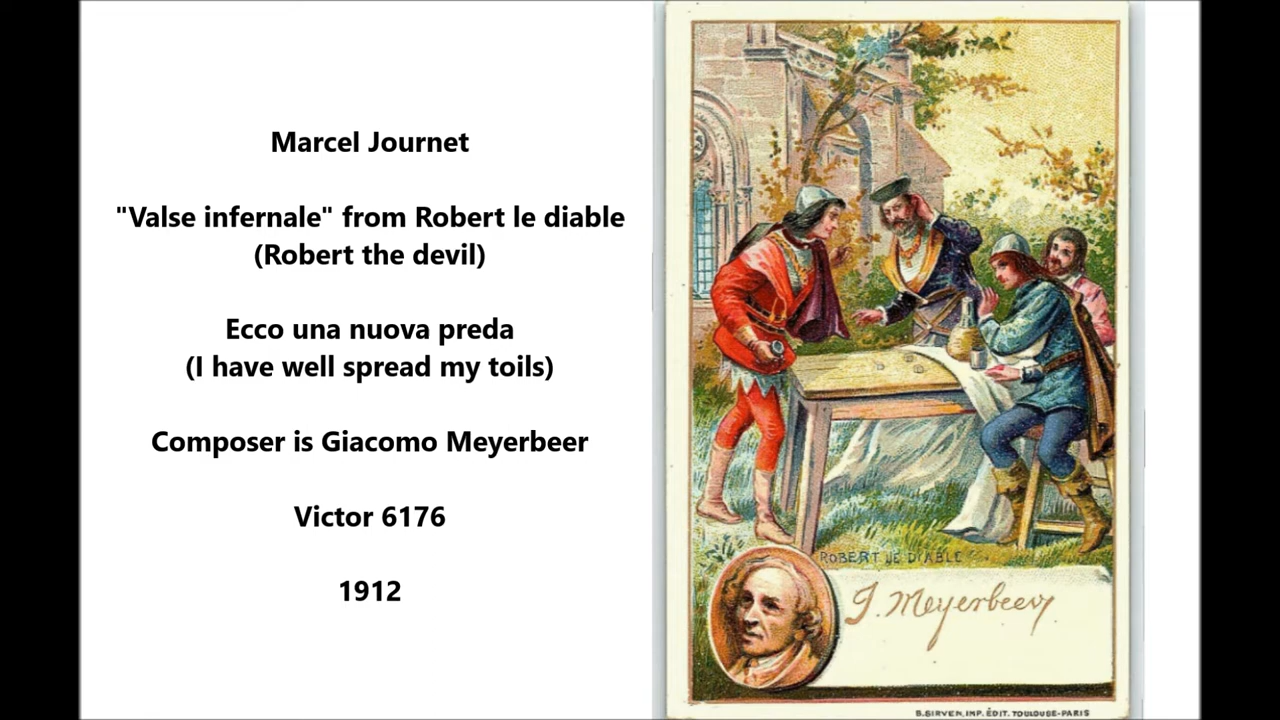 Marcel Journet
"Valse infernale" from Robert le diable
(Robert the devil)
Ecco una nuova preda
(I have well spread my toils)
Composer is Giacomo Meyerbeer
Victor 6176
1912
ROBERT LE DIABLE
J. Meyerbeer
B.SIRVEN, IMP. ÉDIT. TOULOUSE-PARIS